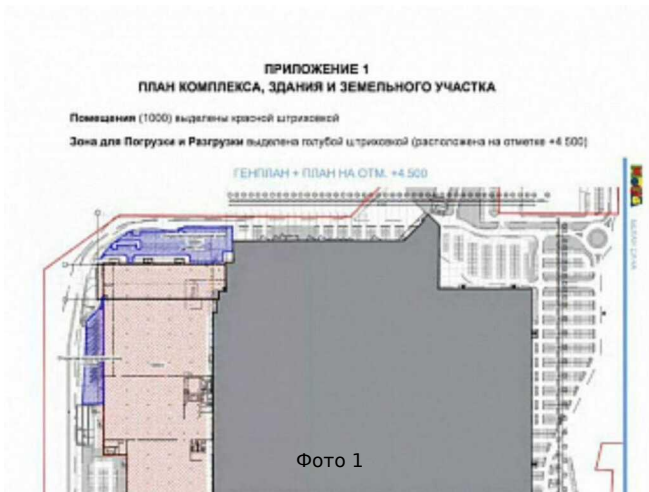 ПРИЛОЖЕНИЕ 1
ПЛАН КОМПЛЕКСА, ЗДАНИЯ И ЗЕМЕЛЬНОГО УЧАСТКА
Помещения (1000) выделены красной штриховкой
Зона для Погрузки и Разгрузки выделена голубой штриховкой (расположена на отметке +4 500)
ГЕНПЛАН + ПЛАН НА ОТМ. +4.500
Фото 1